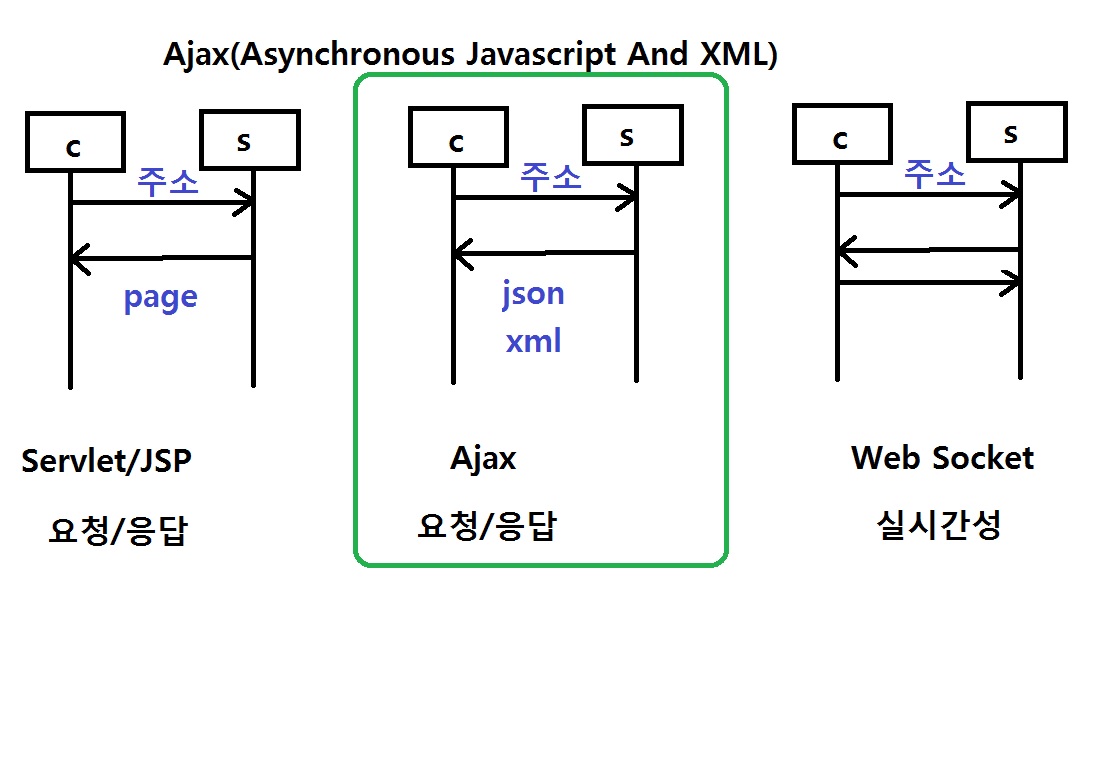 Ajax(Asynchronous Javascript And XML)
c
s
주소
page
Servlet/JSP
요청/응답
c
s
주소
json
xml
Ajax
요청/응답
c
s
주소
Web Socket
실시간성